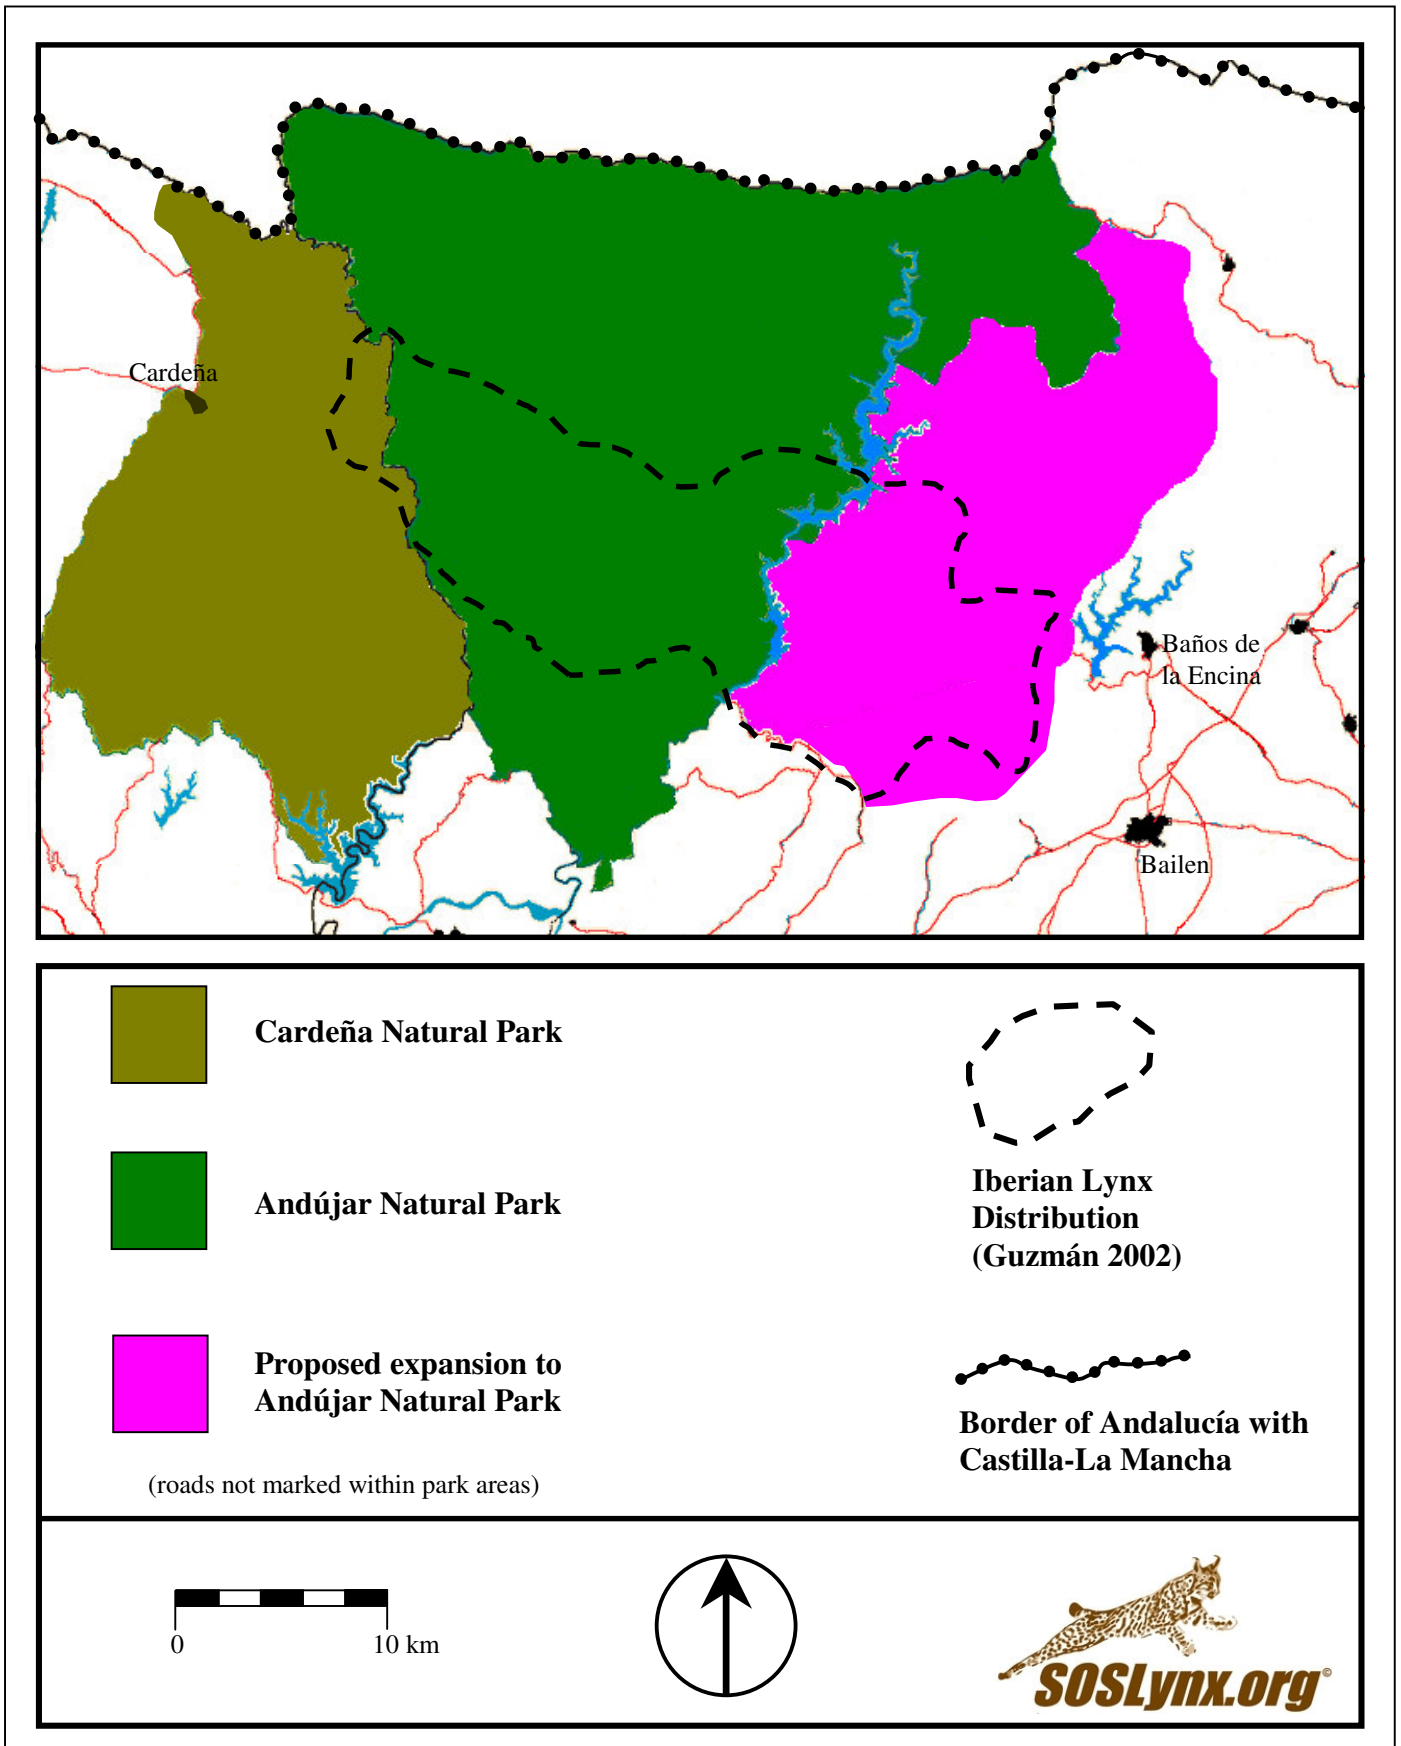 Cardeña
Baños de
la Encina
Bailen
Cardeña Natural Park
Andújar Natural Park
Proposed expansion to
Andújar Natural Park
(roads not marked within park areas)
Iberian Lynx
Distribution
(Guzmán 2002)
Border of Andalucía with
Castilla-La Mancha
0 10 km
SOSLynx.org©